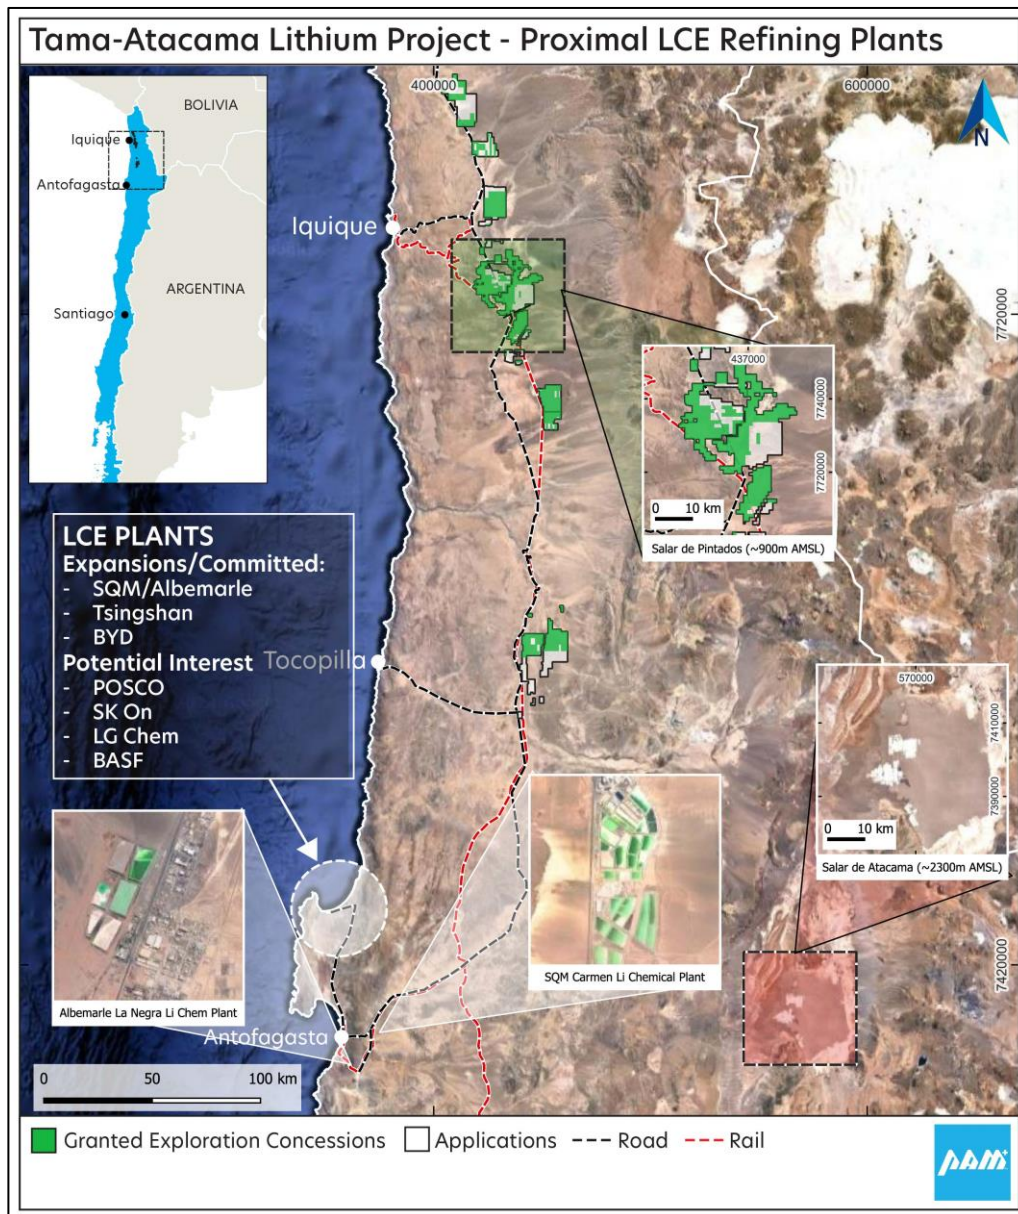 Tama-Atacama Lithium Project - Proximal LCE Refining Plants
400000
600000
N
BOLIVIA
Iquique
Antofagasta
ARGENTINA
Santiago
Iquique
7720000
437000
7740000
7720000
0 10 km
Salar de Pintados (~900m AMSL)
LCE PLANTS
Expansions/Committed:
- SQM/Albemarle
- Tsingshan
- BYD
Potential Interest
- POSCO
- SK On
- LG Chem
- BASF
Tocopilla
570000
7410000
7390000
0 10 km
Salar de Atacama (~2300m AMSL)
Albemarle La Negra Li Chem Plant
SQM Carmen Li Chemical Plant
7420000
Antofagasta
0 50 100 km
Granted Exploration Concessions Applications Road Rail
PAM+